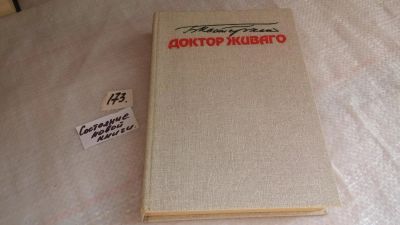 Б. Пастернак
ДОКТОР ЖИВАГО
173.
Состояние
новой
книги